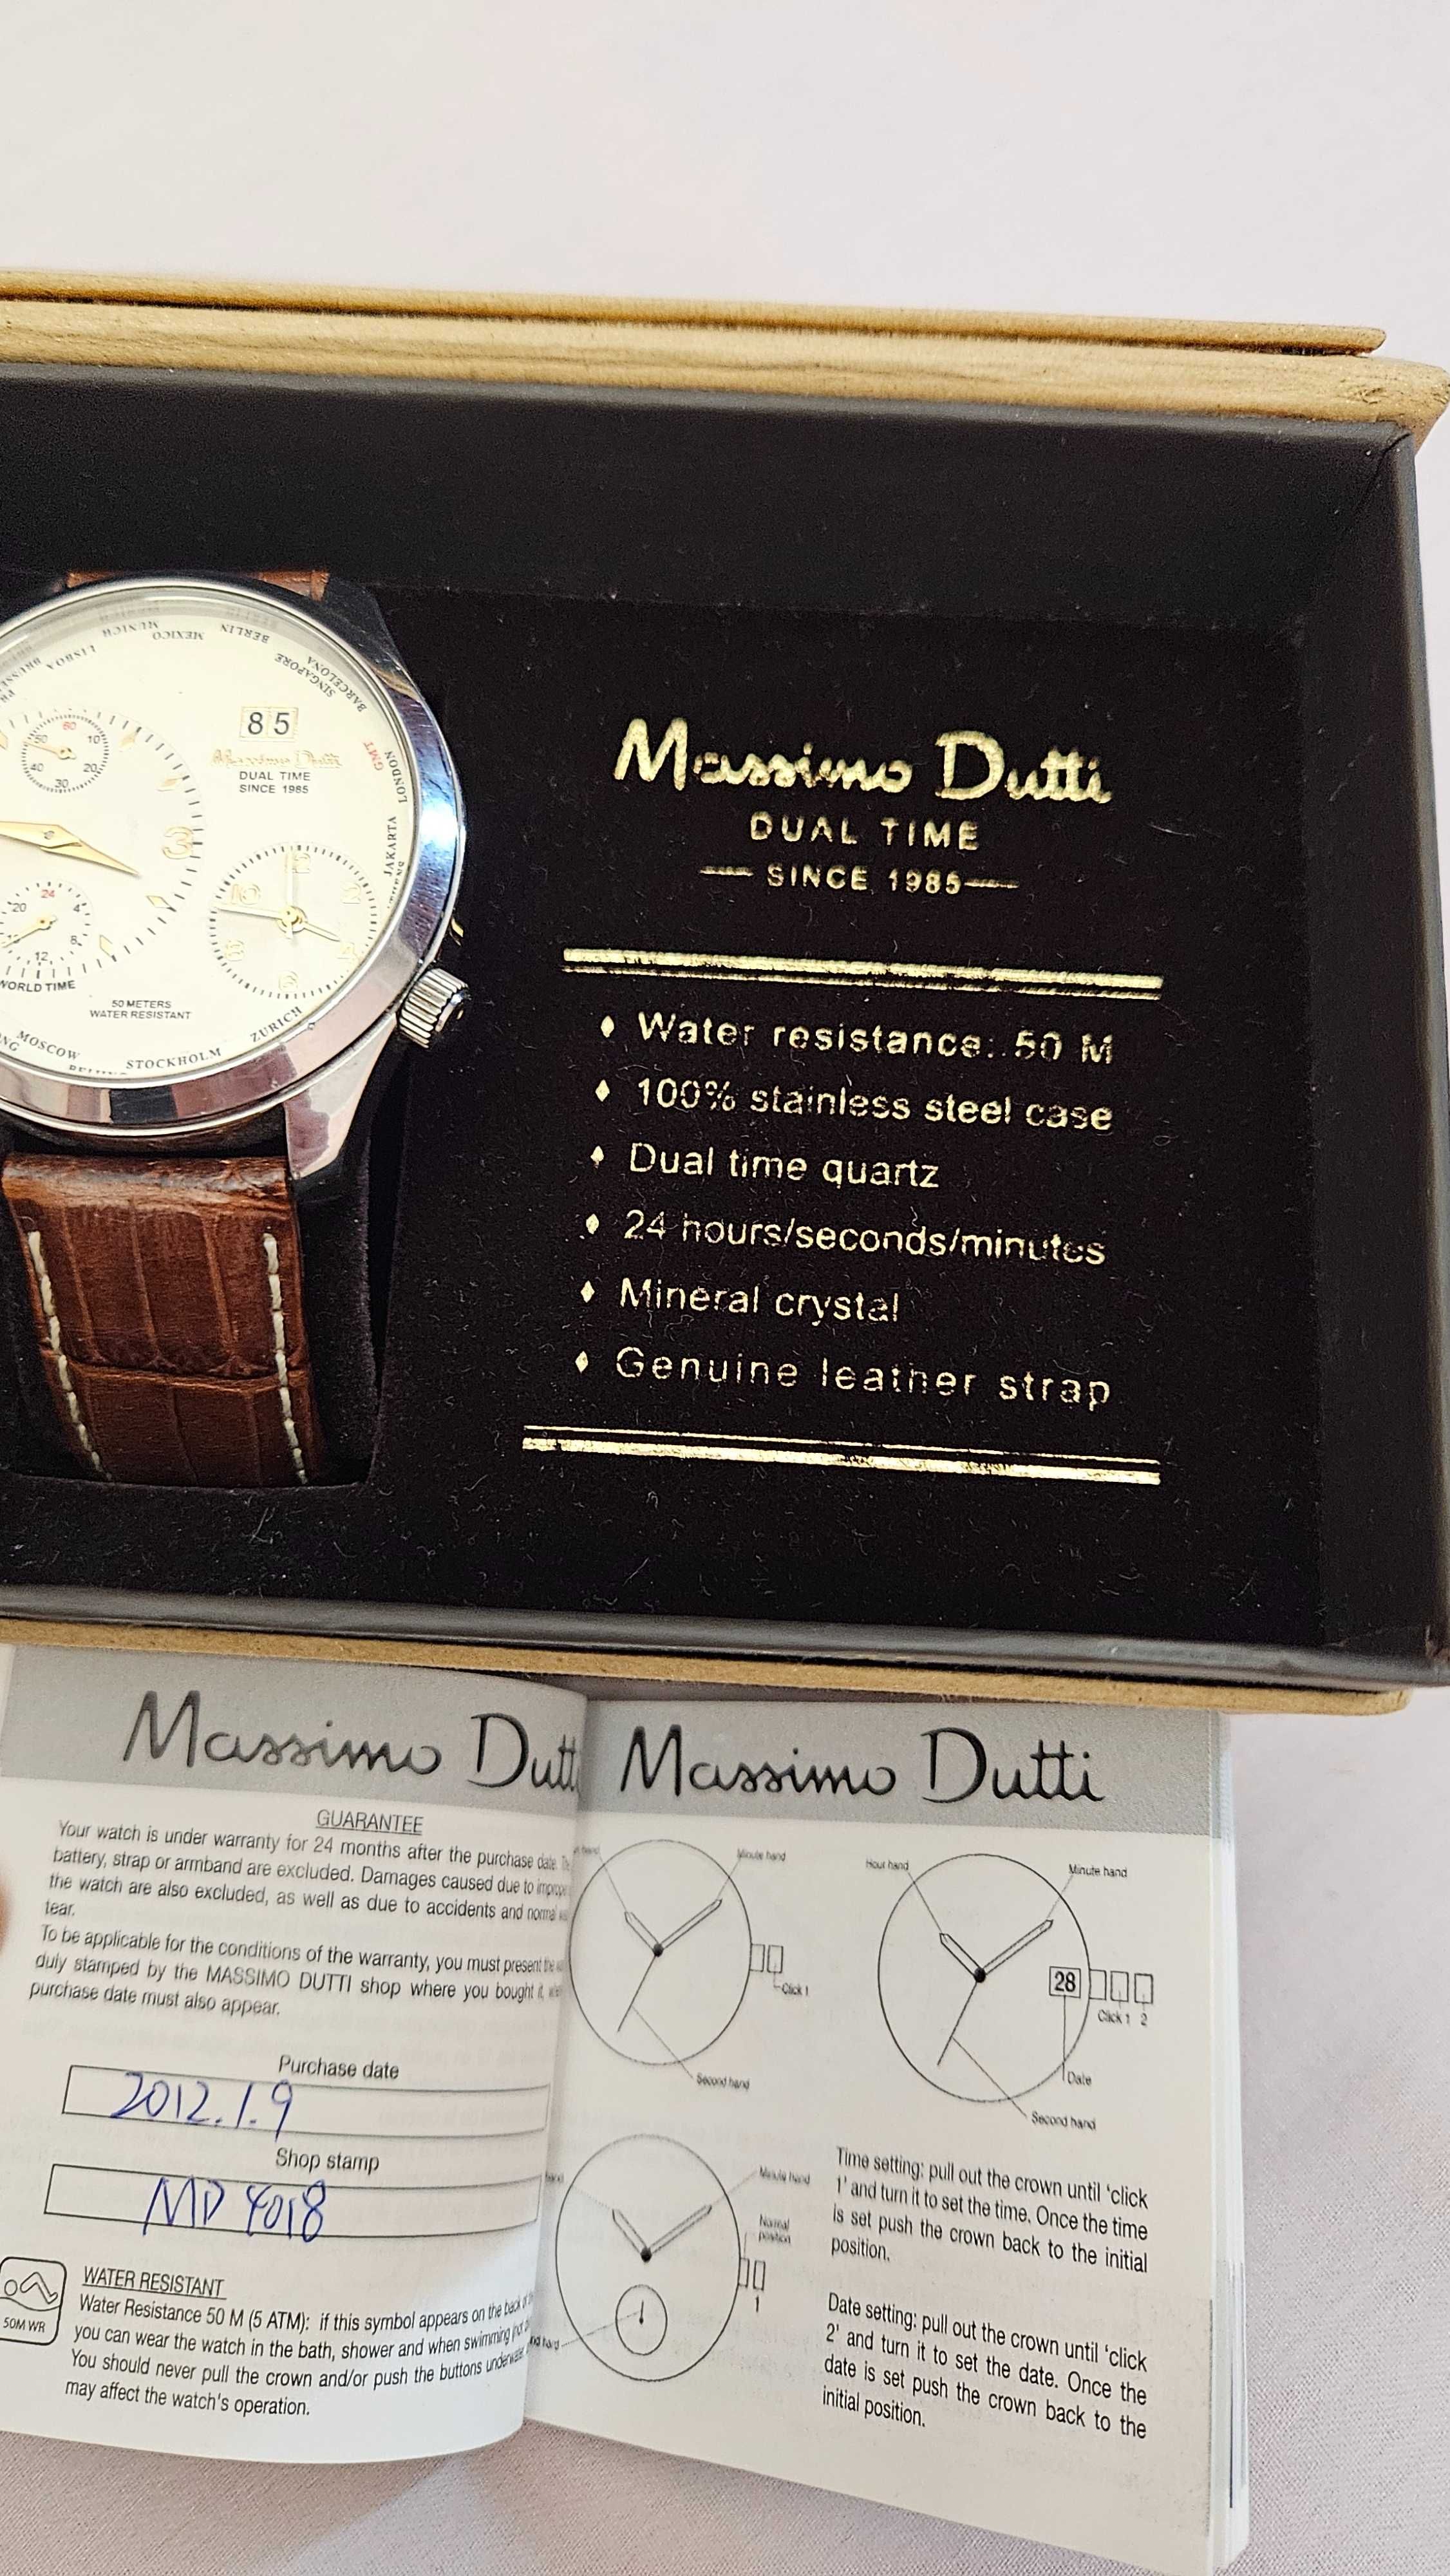 MUNICH
MEXICO
BERLIN
LISBOA
SINGAPORE
BARCELONA
85
GMT
LONDON
60
50
10
40
20
30
DUAL TIME
SINCE 1985
JAKARTA
3
24
20
4
8
12
WORLD TIME
50 METERS
WATER RESISTANT
MOSCOW
STOCKHOLM
ZURICH
Massimo Dutti
DUAL TIME
SINCE 1985
♦ Water resistance: 50 M
♦ 100% stainless steel case
♦ Dual time quartz
♦ 24 hours/seconds/minutes
♦ Mineral crystal
♦ Genuine leather strap
Massimo Dutt
GUARANTEE
Your watch is under warranty for 24 months after the purchase date.
battery, strap or armband are excluded. Damages caused due to
the watch are also excluded, as well as due to accidents and normal
tear.
To be applicable for the conditions of the warranty, you must present
duly stamped by the MASSIMO DUTTI shop where you bought it,
purchase date must also appear.
Purchase date
2012.1.9
Shop stamp
MD 4018
50M WR
WATER RESISTANT
Water Resistance 50 M (5 ATM): if this symbol appears on the back
you can wear the watch in the bath, shower and when swimming
You should never pull the crown and/or push the buttons
may affect the watch's operation.
Massimo Dutti
Minute hand
Click 1
Second hand
Hour hand
Minute hand
28
Click 1 2
Date
Second hand
Minute hand
Normal
position
1
Time setting: pull out the crown until 'click
1' and turn it to set the time. Once the time
is set push the crown back to the initial
position.
Date setting: pull out the crown until 'click
2' and turn it to set the date. Once the
date is set push the crown back to the
initial position.